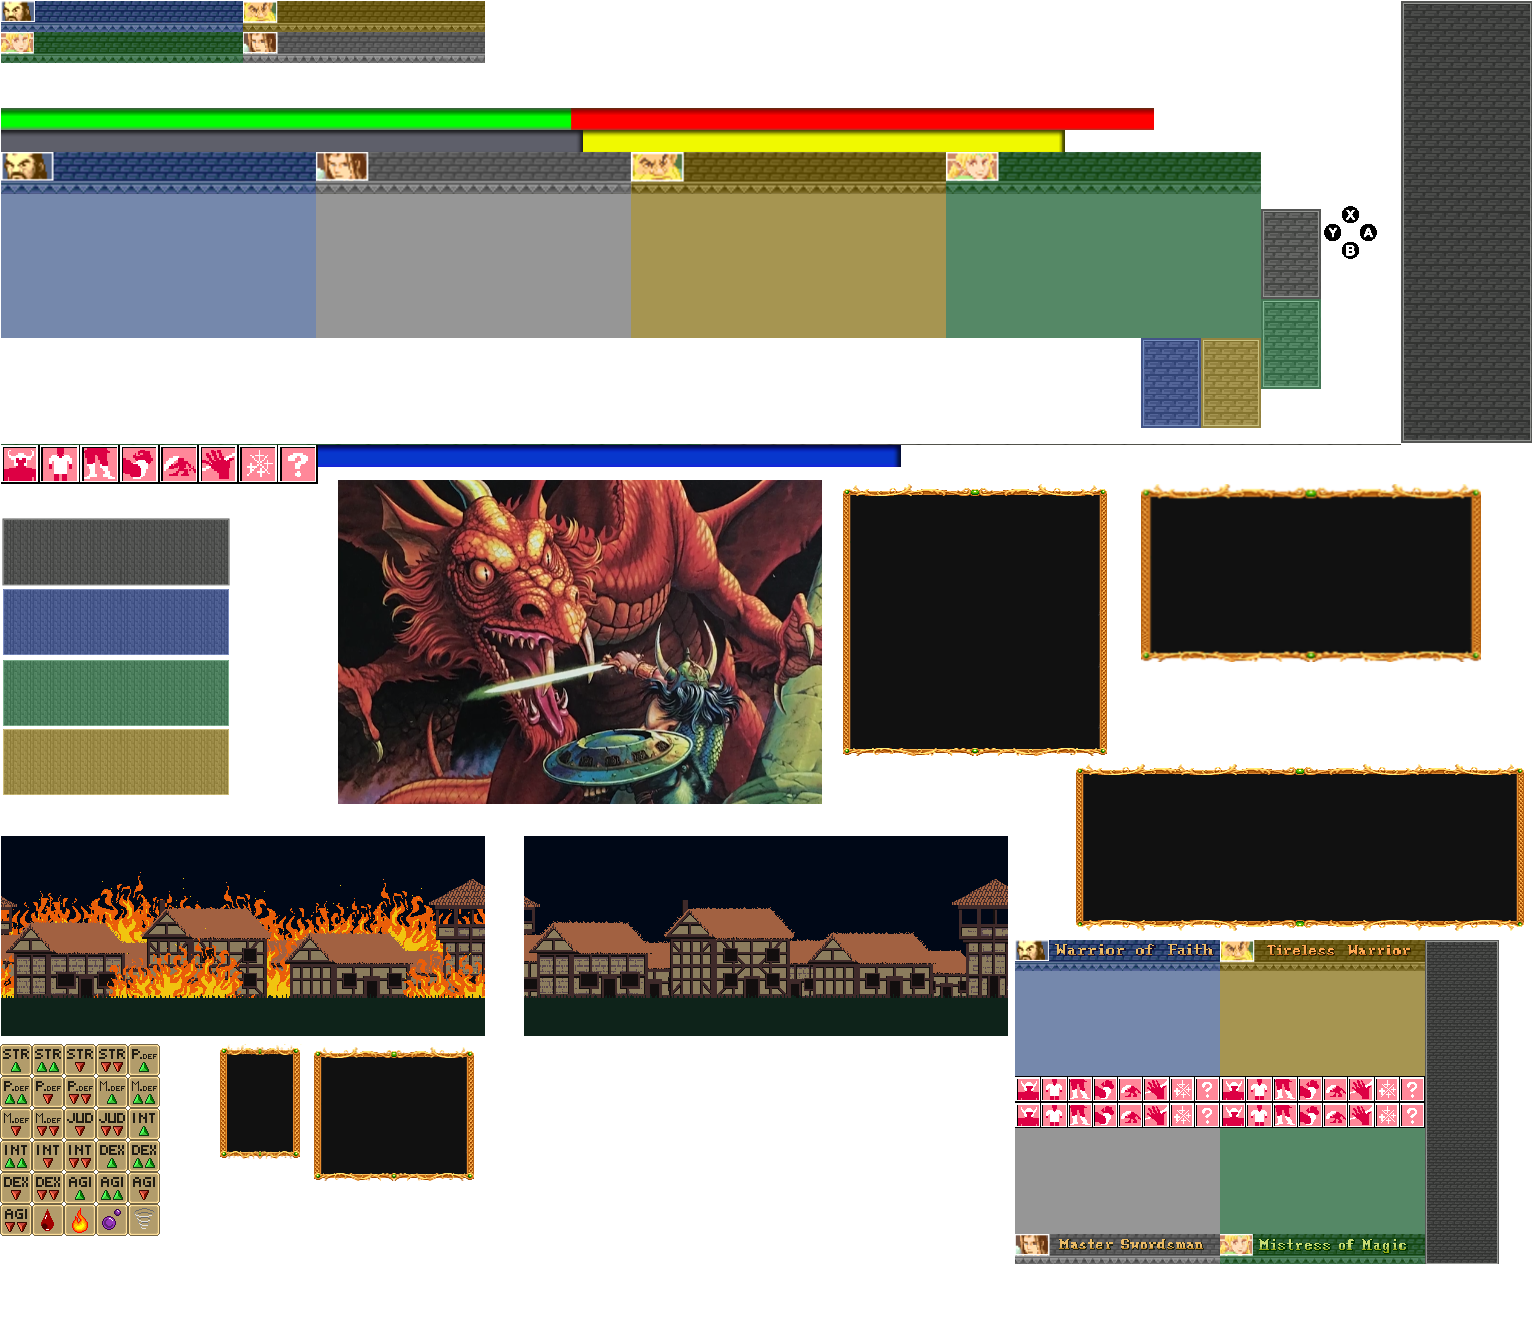 X
Y A
B
?
Warrior of Faith Tireless Warrior
STR STR STR STR P.DEF
P.DEF P.DEF P.DEF M.DEF M.DEF
M.DEF M.DEF JUD JUD INT
INT INT INT DEX DEX
DEX DEX AGI AGI AGI
AGI
? ?
? ?
Master Swordsman Mistress of Magic